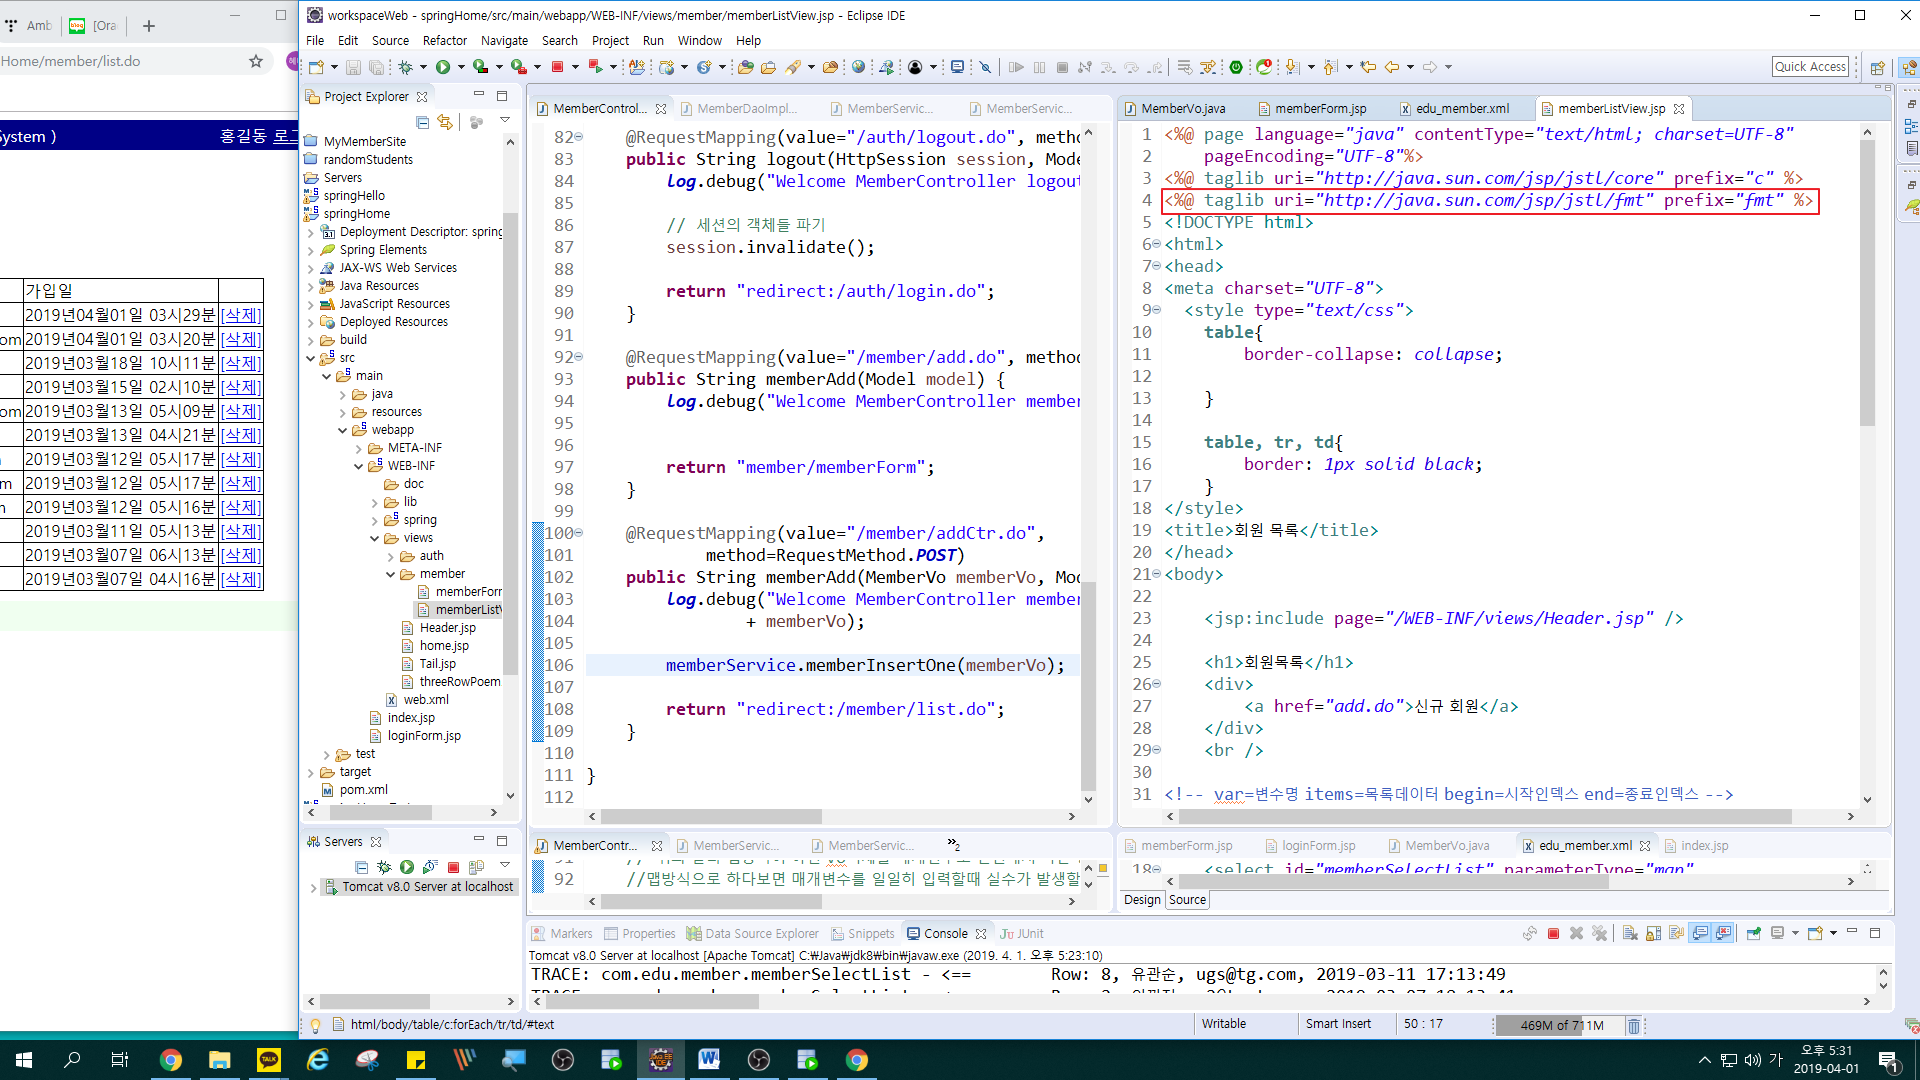 Amb
[Ora
Home/member/list.do
System )
홍길동 로그
가입일
2019년04월01일 03시29분 [삭제]
om 2019년04월01일 03시20분 [삭제]
2019년03월18일 10시11분 [삭제]
2019년03월15일 02시10분 [삭제]
om 2019년03월13일 05시09분 [삭제]
2019년03월13일 04시21분 [삭제]
2019년03월12일 05시17분 [삭제]
m 2019년03월12일 05시17분 [삭제]
2019년03월12일 05시16분 [삭제]
2019년03월11일 05시13분 [삭제]
2019년03월07일 06시13분 [삭제]
2019년03월07일 04시16분 [삭제]
workspaceWeb - springHome/src/main/webapp/WEB-INF/views/member/memberListView.jsp - Eclipse IDE
File Edit Source Refactor Navigate Search Project Run Window Help
Quick Access
Project Explorer
MyMemberSite
randomStudents
Servers
springHello
springHome
Deployment Descriptor: spring
Spring Elements
JAX-WS Web Services
Java Resources
JavaScript Resources
Deployed Resources
build
src
main
java
resources
webapp
META-INF
WEB-INF
doc
lib
spring
views
auth
member
memberForr
memberListV
Header.jsp
home.jsp
Tail.jsp
threeRowPoem.
web.xml
index.jsp
loginForm.jsp
test
target
pom.xml
Servers
Tomcat v8.0 Server at localhost
MemberControl... MemberDaoImpl... MemberServic... MemberServic...
82 @RequestMapping(value="/auth/logout.do", metho
83 public String logout(HttpSession session, Mode
84 log.debug("Welcome MemberController logout
85
86 // 세션의 객체들 파기
87 session.invalidate();
88
89 return "redirect:/auth/login.do";
90 }
91
92 @RequestMapping(value="/member/add.do", method
93 public String memberAdd(Model model) {
94 log.debug("Welcome MemberController member
95
96
97 return "member/memberForm";
98 }
99
100 @RequestMapping(value="/member/addCtr.do",
101 method=RequestMethod.POST)
102 public String memberAdd(MemberVo memberVo, Mod
103 log.debug("Welcome MemberController member
104 + memberVo);
105
106 memberService.memberInsertOne(memberVo);
107
108 return "redirect:/member/list.do";
109 }
110
111 }
112
MemberContr... MemberServic... MemberServic... »2
92 //맵방식으로 하다보면 매개변수를 일일히 입력할때 실수가 발생할
MemberVo.java memberForm.jsp edu_member.xml memberListView.jsp
1 <%@ page language="java" contentType="text/html; charset=UTF-8"
2 pageEncoding="UTF-8"%>
3 <%@ taglib uri="http://java.sun.com/jsp/jstl/core" prefix="c" %>
4 <%@ taglib uri="http://java.sun.com/jsp/jstl/fmt" prefix="fmt" %>
5 <!DOCTYPE html>
6 <html>
7 <head>
8 <meta charset="UTF-8">
9 <style type="text/css">
10 table{
11 border-collapse: collapse;
12
13 }
14
15 table, tr, td{
16 border: 1px solid black;
17 }
18 </style>
19 <title>회원 목록</title>
20 </head>
21 <body>
22
23 <jsp:include page="/WEB-INF/views/Header.jsp" />
24
25 <h1>회원목록</h1>
26 <div>
27 <a href="add.do">신규 회원</a>
28 </div>
29 <br />
30
31 <!-- var=변수명 items=목록데이터 begin=시작인덱스 end=종료인덱스 -->
memberForm.jsp loginForm.jsp MemberVo.java edu_member.xml index.jsp
18 <select id="memberSelectList" parameterType="map"
Design Source
Markers Properties Data Source Explorer Snippets Console JUnit
Tomcat v8.0 Server at localhost [Apache Tomcat] C:₩Java₩jdk8₩bin₩javaw.exe (2019. 4. 1. 오후 5:23:10)
TRACE: com.edu.member.memberSelectList - <== Row: 8, 유관순, ugs@tg.com, 2019-03-11 17:13:49
html/body/table/c:forEach/tr/td/#text
Writable Smart Insert 50 : 17 469M of 711M
TALK
가
오후 5:31
2019-04-01
1